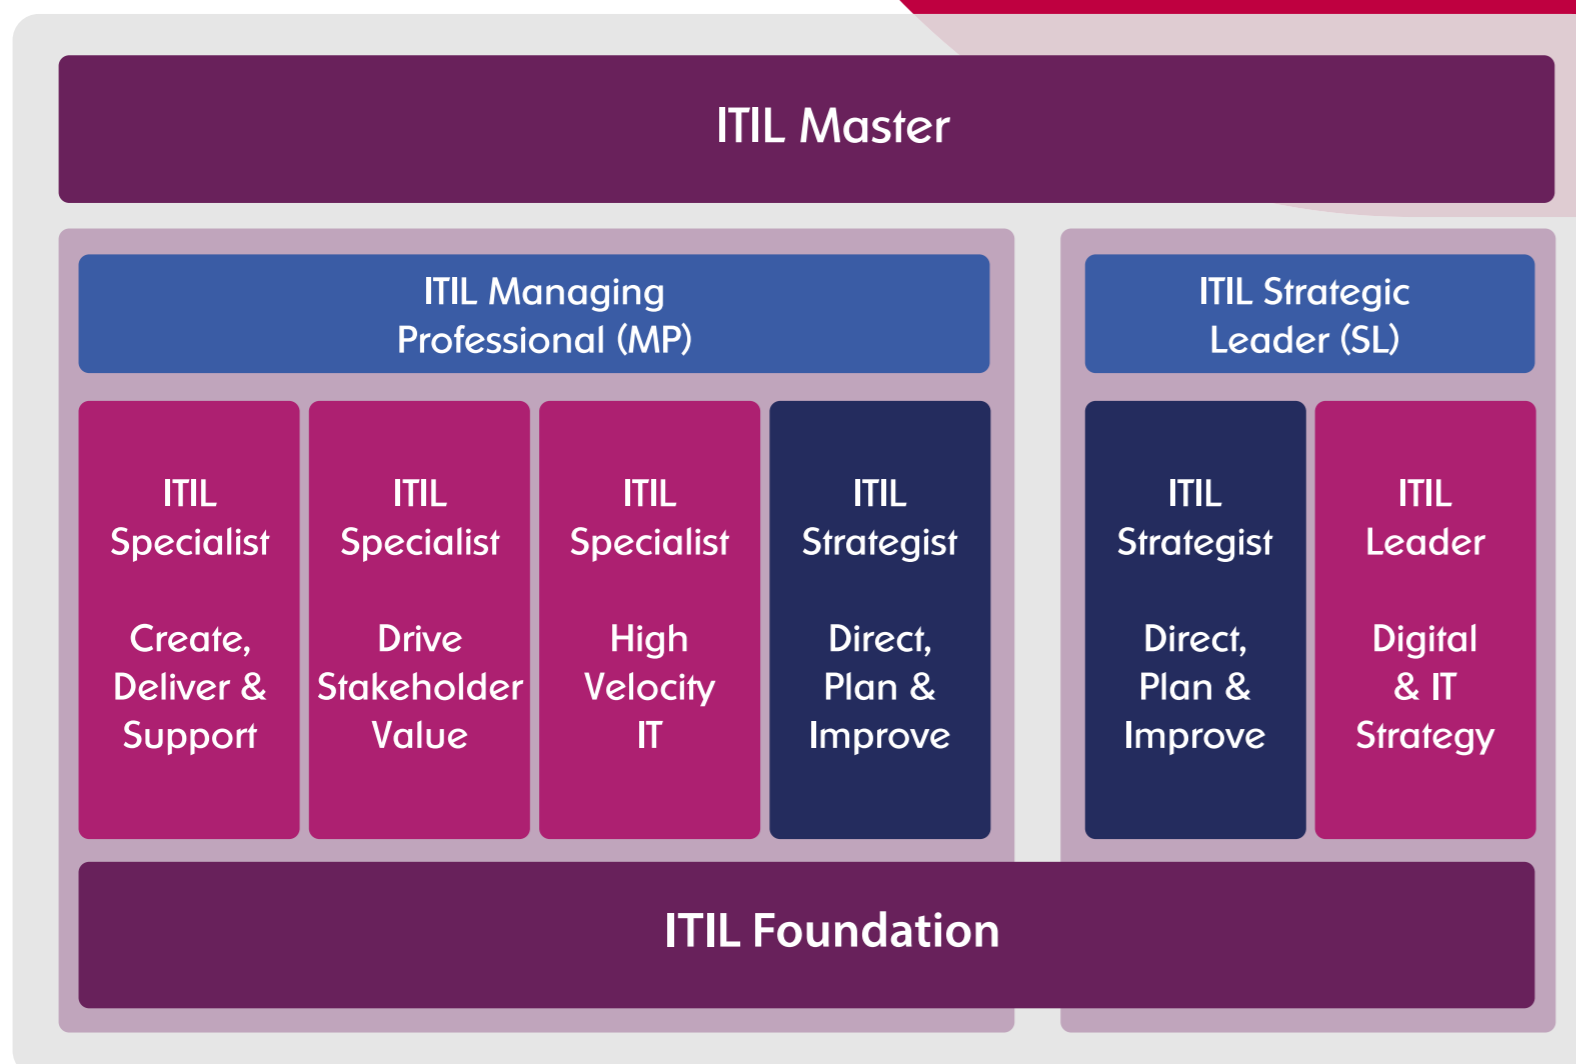 ITIL Master
ITIL Managing
Professional (MP)
ITIL Strategic
Leader (SL)
ITIL
Specialist
Create,
Deliver &
Support
ITIL
Specialist
Drive
Stakeholder
Value
ITIL
Specialist
High
Velocity
IT
ITIL
Strategist
Direct,
Plan &
Improve
ITIL
Strategist
Direct,
Plan &
Improve
ITIL
Leader
Digital
& IT
Strategy
ITIL Foundation